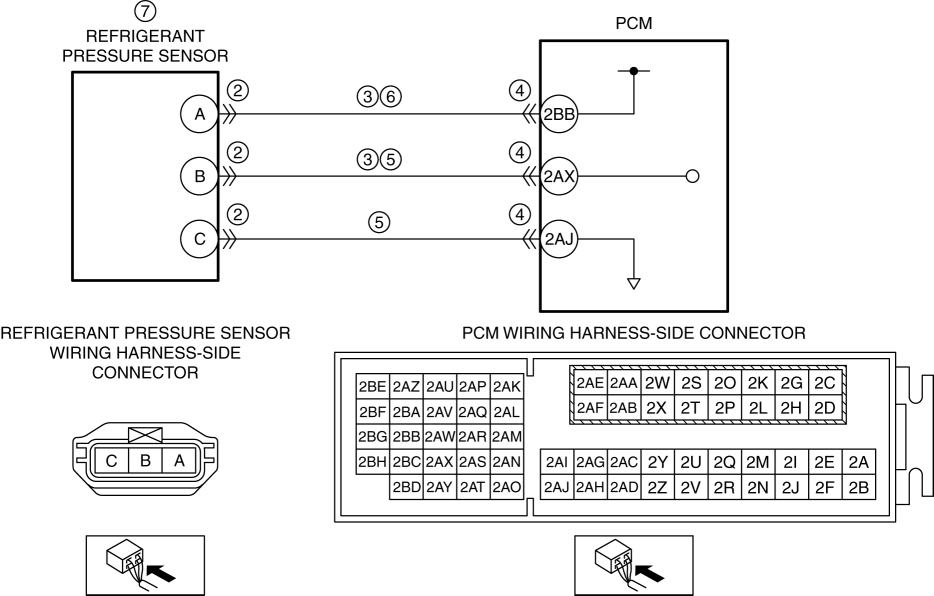 7
REFRIGERANT
PRESSURE SENSOR
PCM
A 2 3 6 4 2BB
B 2 3 5 4 2AX
C 2 5 4 2AJ
REFRIGERANT PRESSURE SENSOR
WIRING HARNESS-SIDE
CONNECTOR
C B A
PCM WIRING HARNESS-SIDE CONNECTOR
2BE 2AZ 2AU 2AP 2AK
2BF 2BA 2AV 2AQ 2AL
2BG 2BB 2AW 2AR 2AM
2BH 2BC 2AX 2AS 2AN
2BD 2AY 2AT 2AO
2AE 2AA 2W 2S 2O 2K 2G 2C
2AF 2AB 2X 2T 2P 2L 2H 2D
2AI 2AG 2AC 2Y 2U 2Q 2M 2I 2E 2A
2AJ 2AH 2AD 2Z 2V 2R 2N 2J 2F 2B